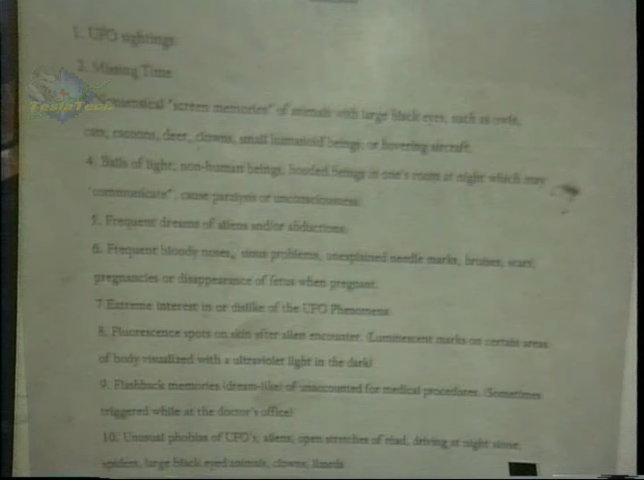 1. UFO sightings
2. Missing Time
TeslaTech
"screen memories" of animals with large black eyes, such as owls,
cats, racoons, deer, clowns, small humanoid beings, or hovering aircraft.
4. Balls of light, non-human beings, hooded beings in one's room at night which may
"communicate", cause paralysis or unconsciousness.
5. Frequent dreams of aliens and/or abductions.
6. Frequent bloody noses, sinus problems, unexplained needle marks, bruises, scars,
pregnancies or disappearance of fetus when pregnant.
7 Extreme interest in or dislike of the UFO Phenomena
8. Fluorescence spots on skin after alien encounter. (Luminescent marks on certain areas
of body visualized with a ultraviolet light in the dark)
9. Flashback memories (dream-like) of unaccounted for medical procedures. (Sometimes
triggered while at the doctor's office)
10. Unusual phobias of UFO's, aliens, open stretches of road, driving at night alone,
spiders, large black eyed animals, clowns,